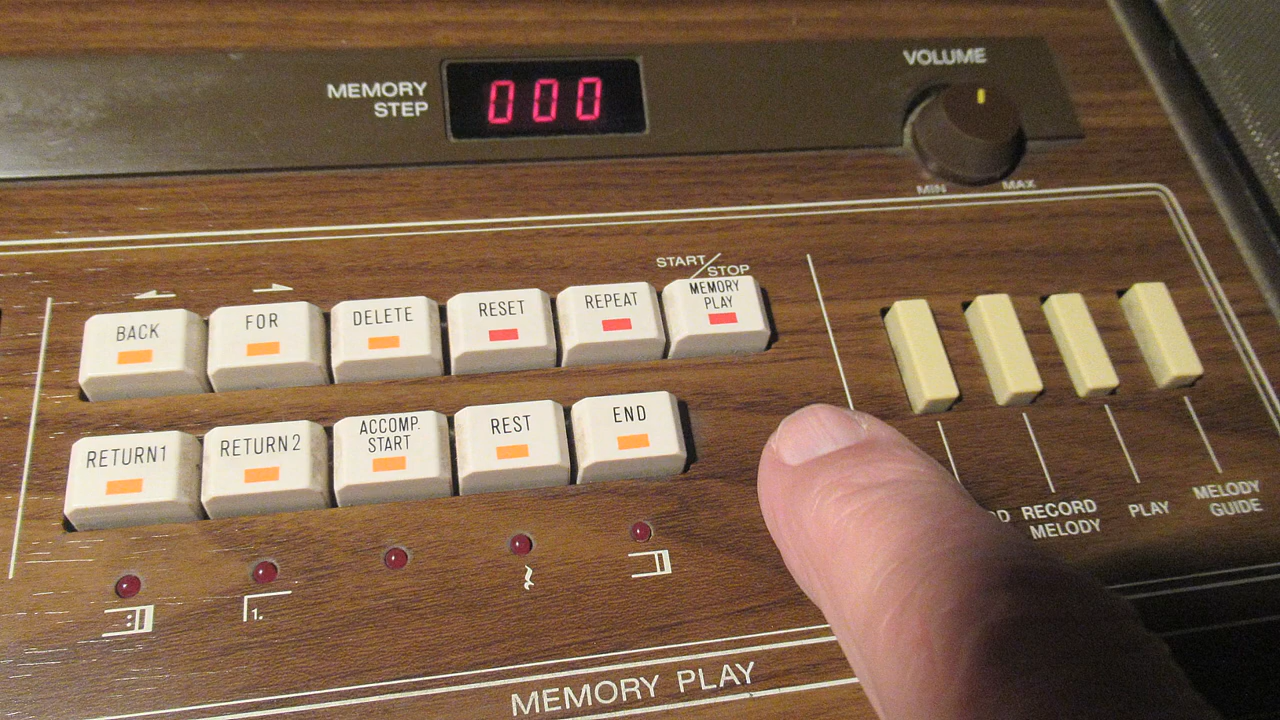 MEMORY
STEP
000
VOLUME
MIN
MAX
START/STOP
BACK
FOR
DELETE
RESET
REPEAT
MEMORY
PLAY
RETURN1
RETURN2
ACCOMP.
START
REST
END
1.
RECORD
MELODY
PLAY
MELODY
GUIDE
MEMORY PLAY